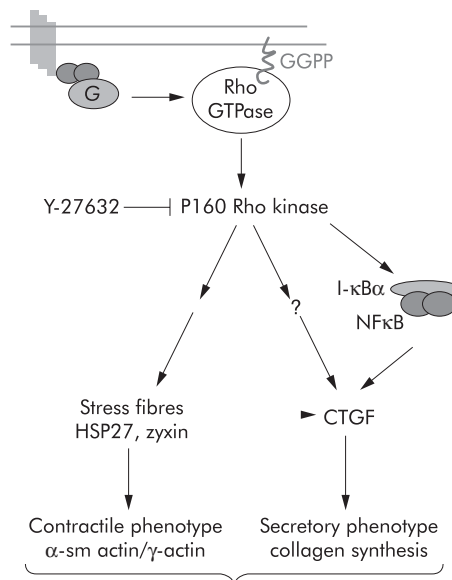 GGPP
G
Rho
GTPase
Y-27632
P160 Rho kinase
I-κBα
?
NFκB
Stress fibres
HSP27, zyxin
CTGF
Contractile phenotype
α-sm actin/γ-actin
Secretory phenotype
collagen synthesis